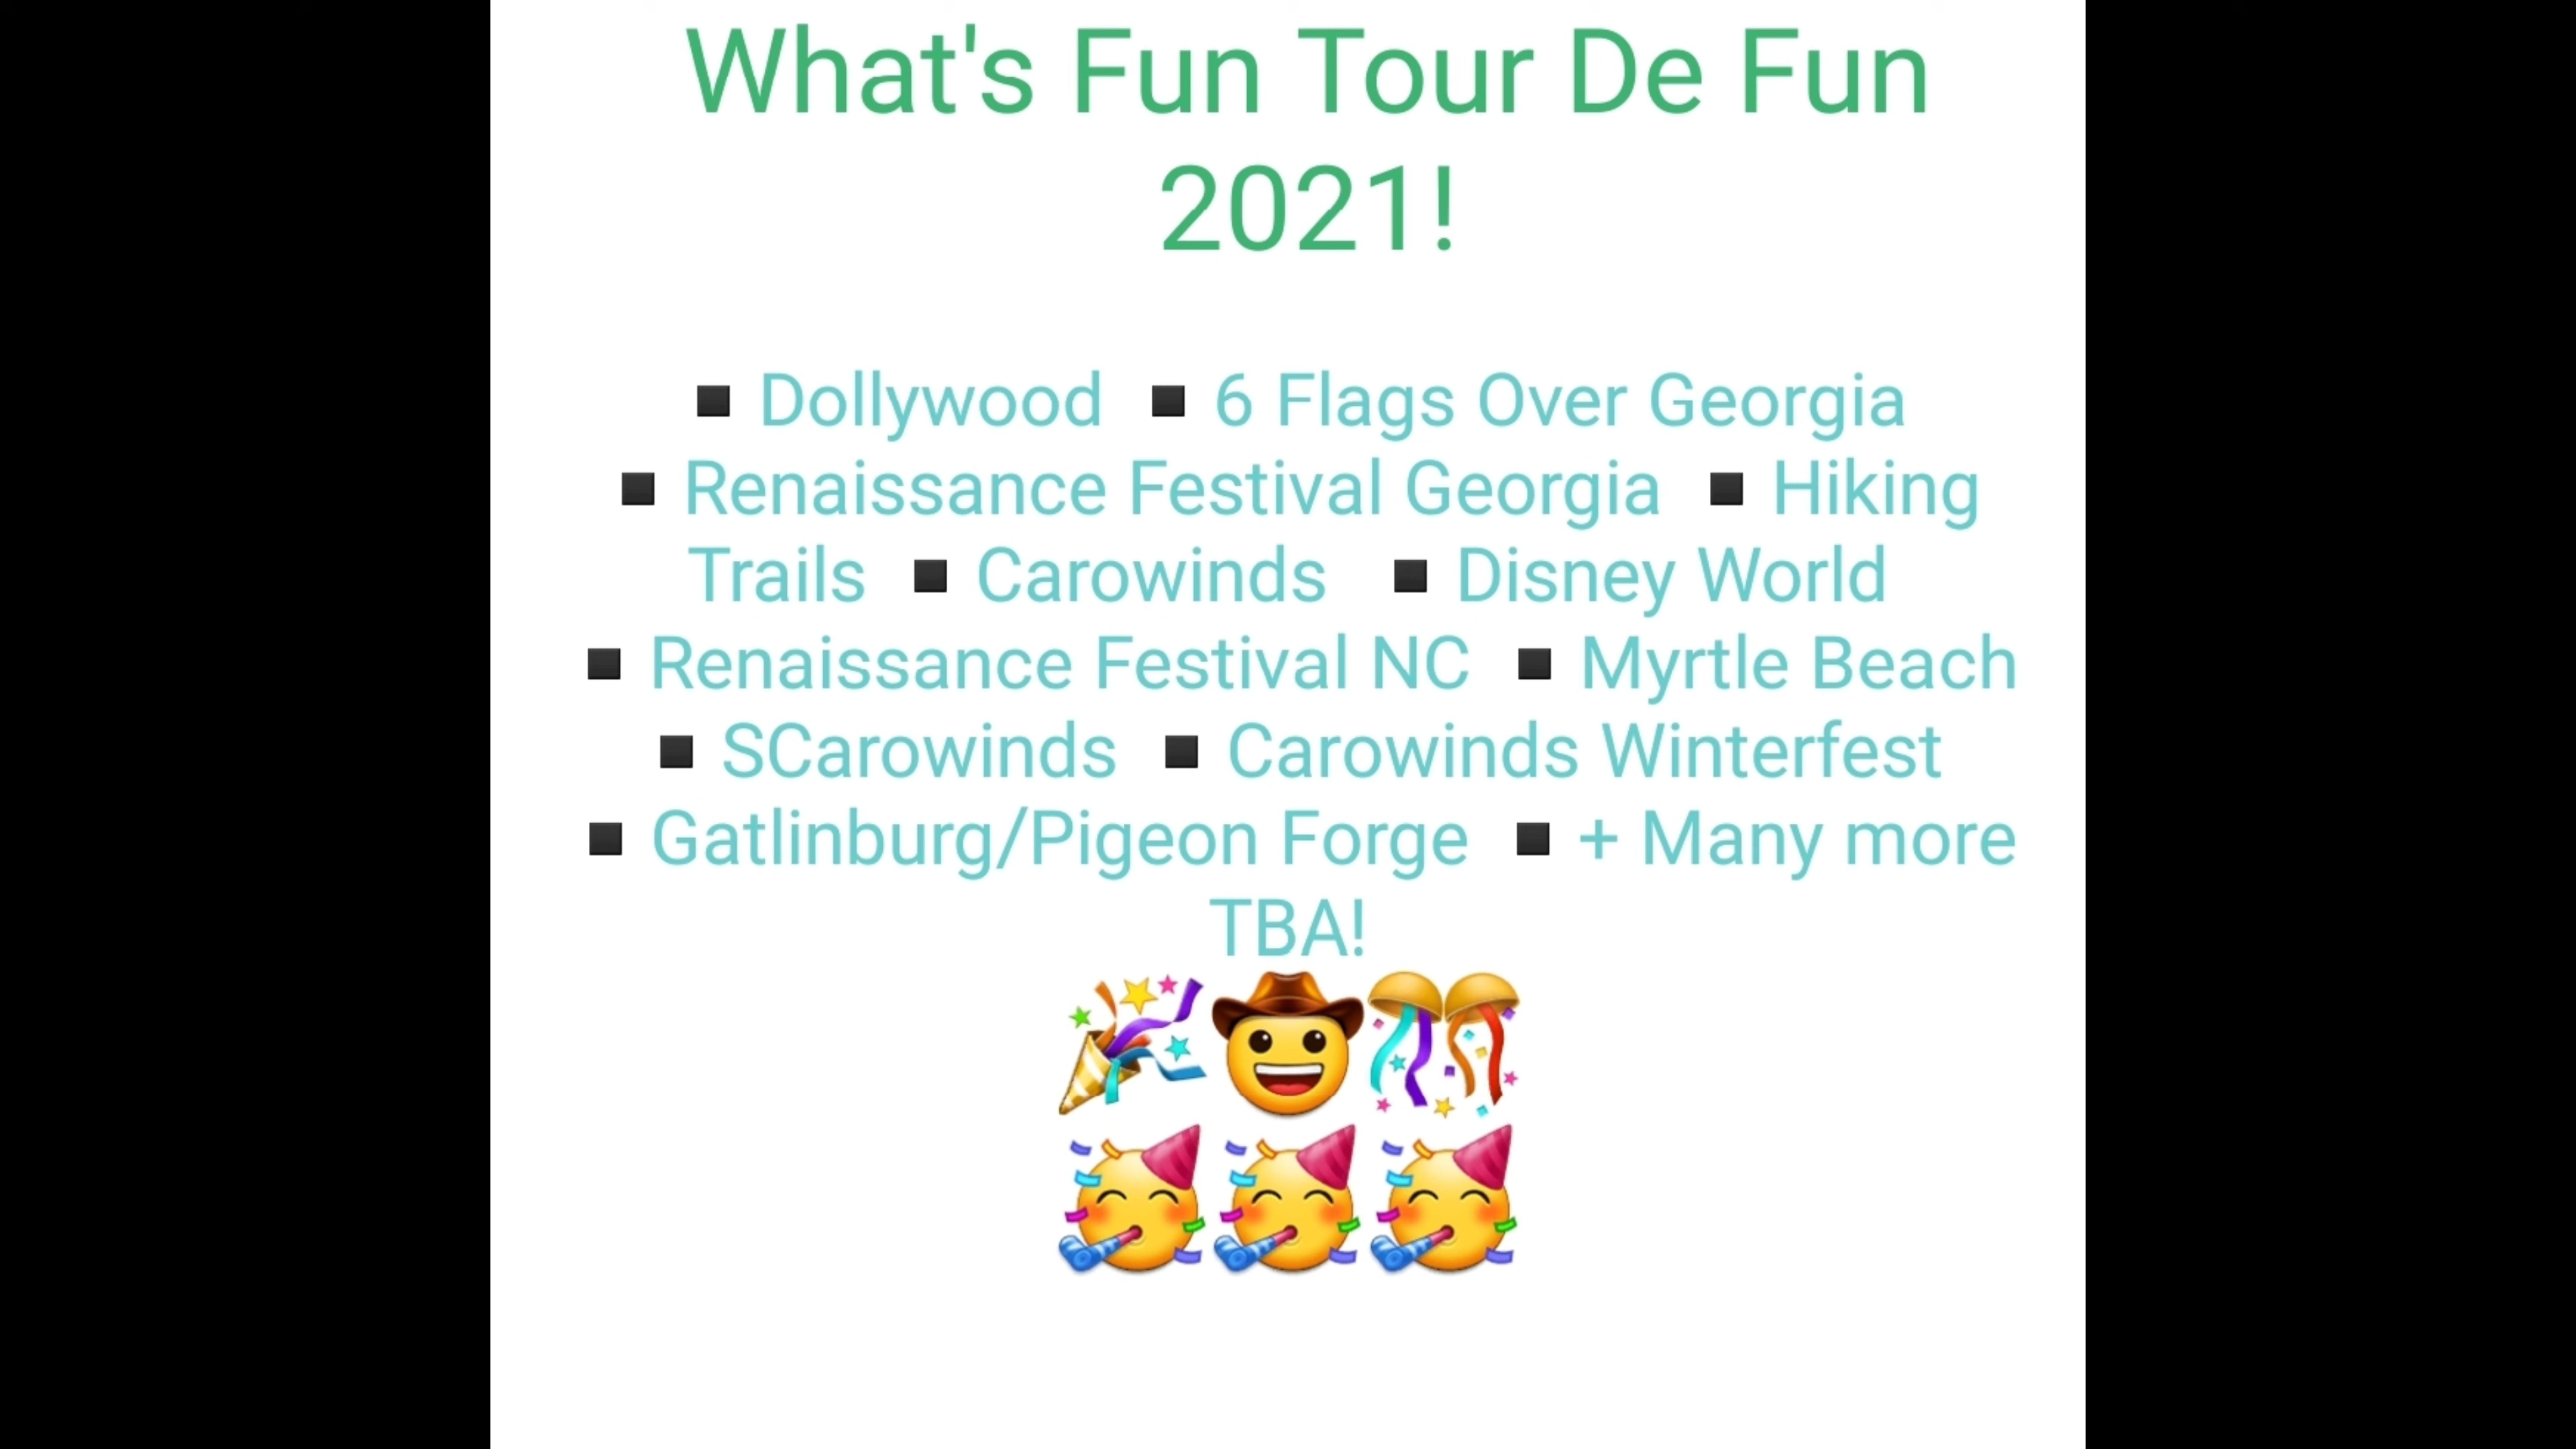 What's Fun Tour De Fun
2021!
▪ Dollywood ▪ 6 Flags Over Georgia
▪ Renaissance Festival Georgia ▪ Hiking
Trails ▪ Carowinds ▪ Disney World
▪ Renaissance Festival NC ▪ Myrtle Beach
▪ SCarowinds ▪ Carowinds Winterfest
▪ Gatlinburg/Pigeon Forge ▪ + Many more
TBA!
🎉🤠🎊
🥳🥳🥳